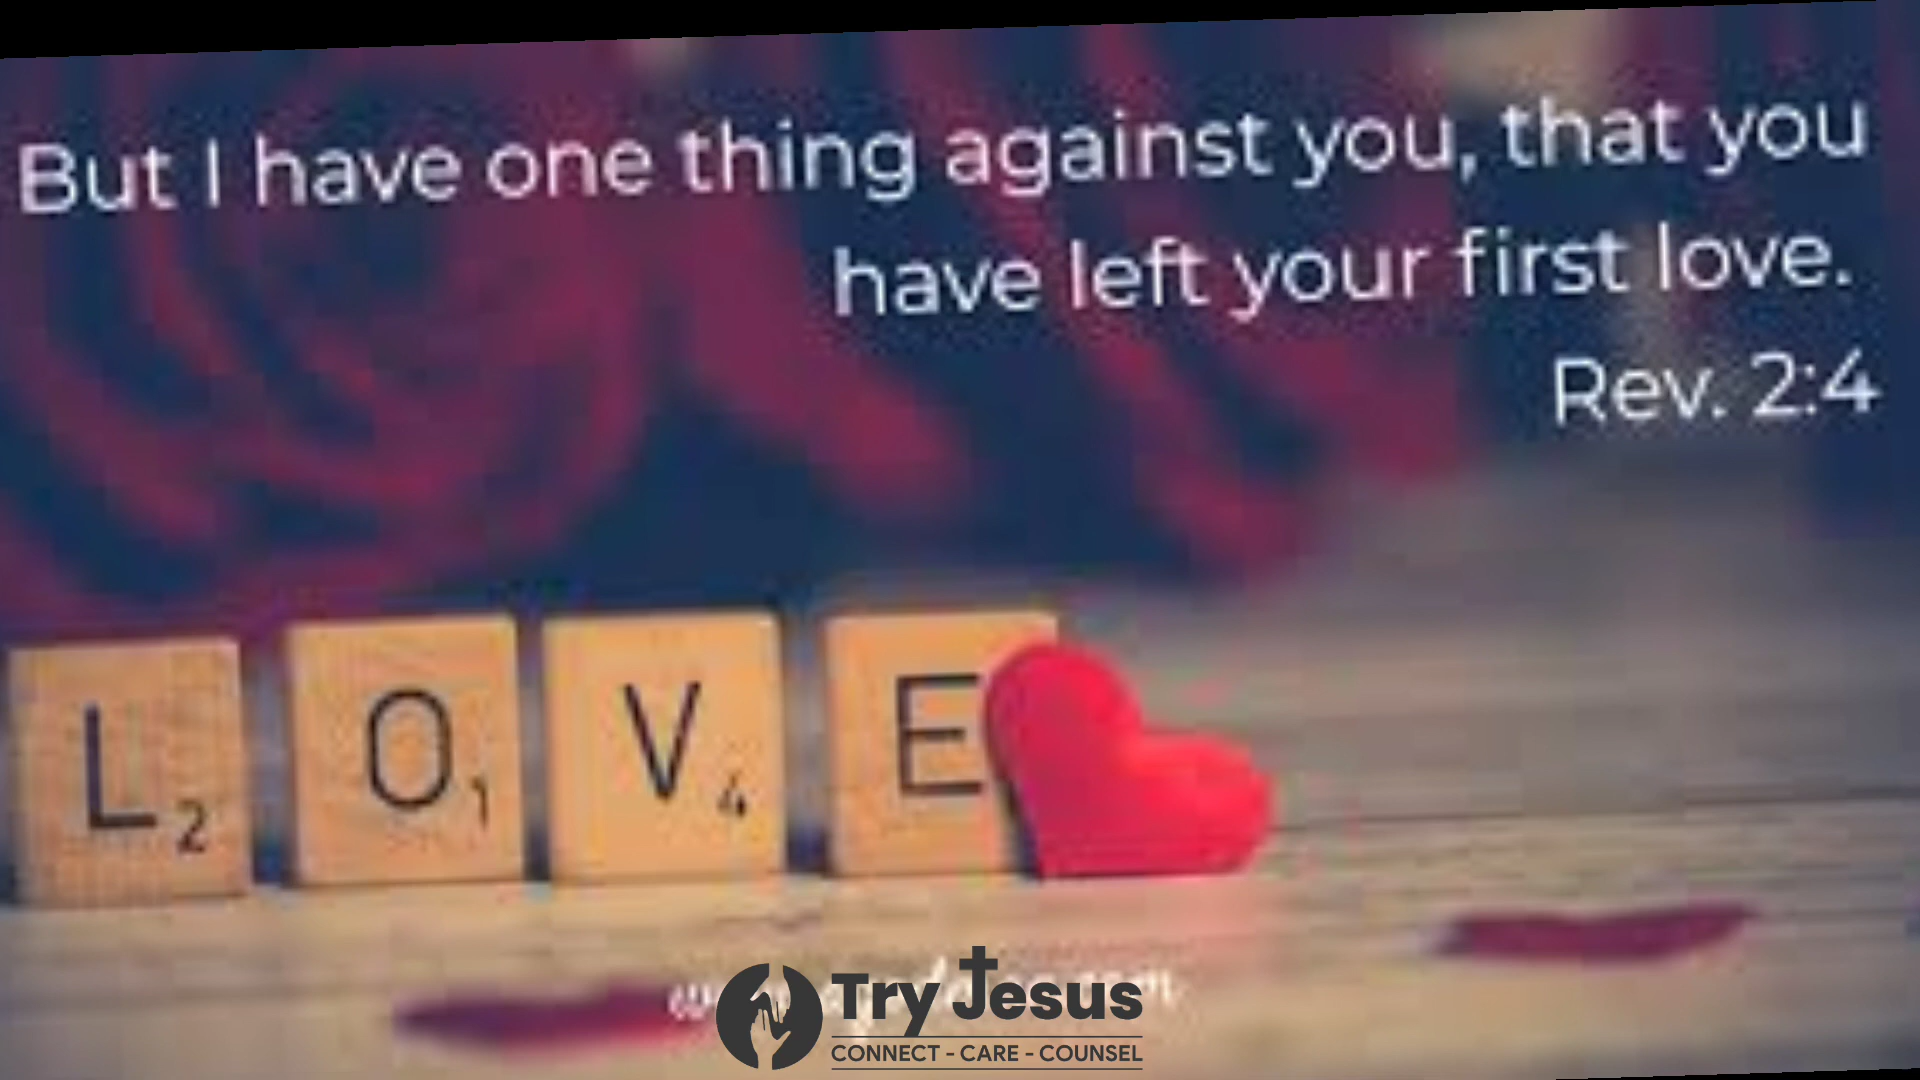 But I have one thing against you, that you
have left your first love.
Rev. 2:4
L2 O1 V4 E
Try Jesus
CONNECT - CARE - COUNSEL